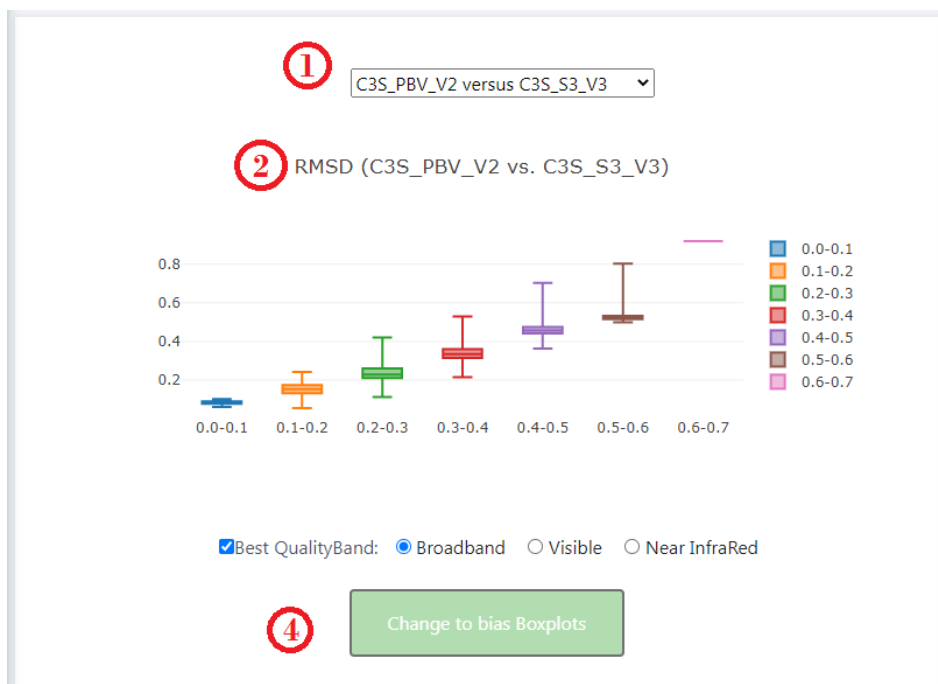 1
C3S_PBV_V2 versus C3S_S3_V3
2 RMSD (C3S_PBV_V2 vs. C3S_S3_V3)
0.8
0.6
0.4
0.2
0.0-0.1 0.1-0.2 0.2-0.3 0.3-0.4 0.4-0.5 0.5-0.6 0.6-0.7
0.0-0.1
0.1-0.2
0.2-0.3
0.3-0.4
0.4-0.5
0.5-0.6
0.6-0.7
Best QualityBand: Broadband Visible Near InfraRed
4 Change to bias Boxplots